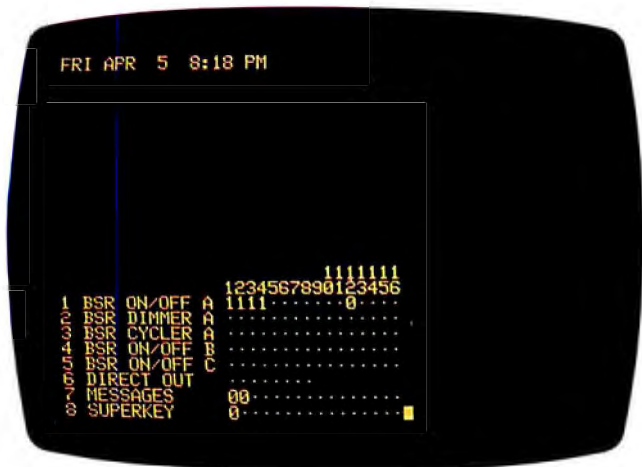 FRI APR 5 8:18 PM
1111111
1234567890123456
1 BSR ON/OFF A 1111.......0....
2 BSR DIMMER A ................
3 BSR CYCLER A ................
4 BSR ON/OFF B ................
5 BSR ON/OFF C ................
6 DIRECT OUT ........
7 MESSAGES 00..............
8 SUPERKEY 0...............